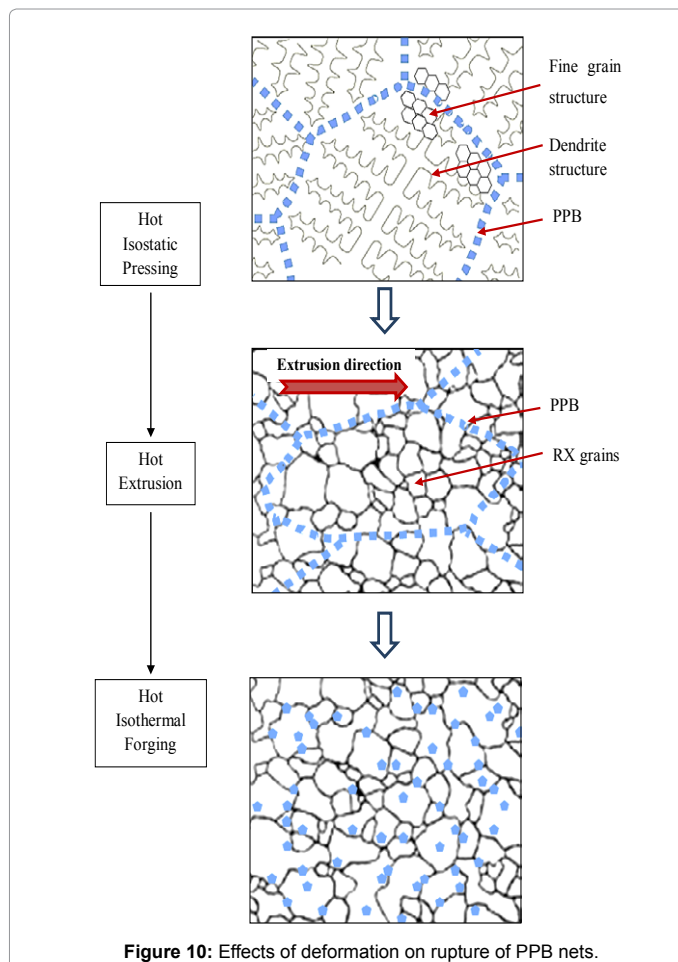 Fine grain
structure
Dendrite
structure
PPB
Hot
Isostatic
Pressing
Extrusion direction
PPB
RX grains
Hot
Extrusion
Hot
Isothermal
Forging
Figure 10: Effects of deformation on rupture of PPB nets.